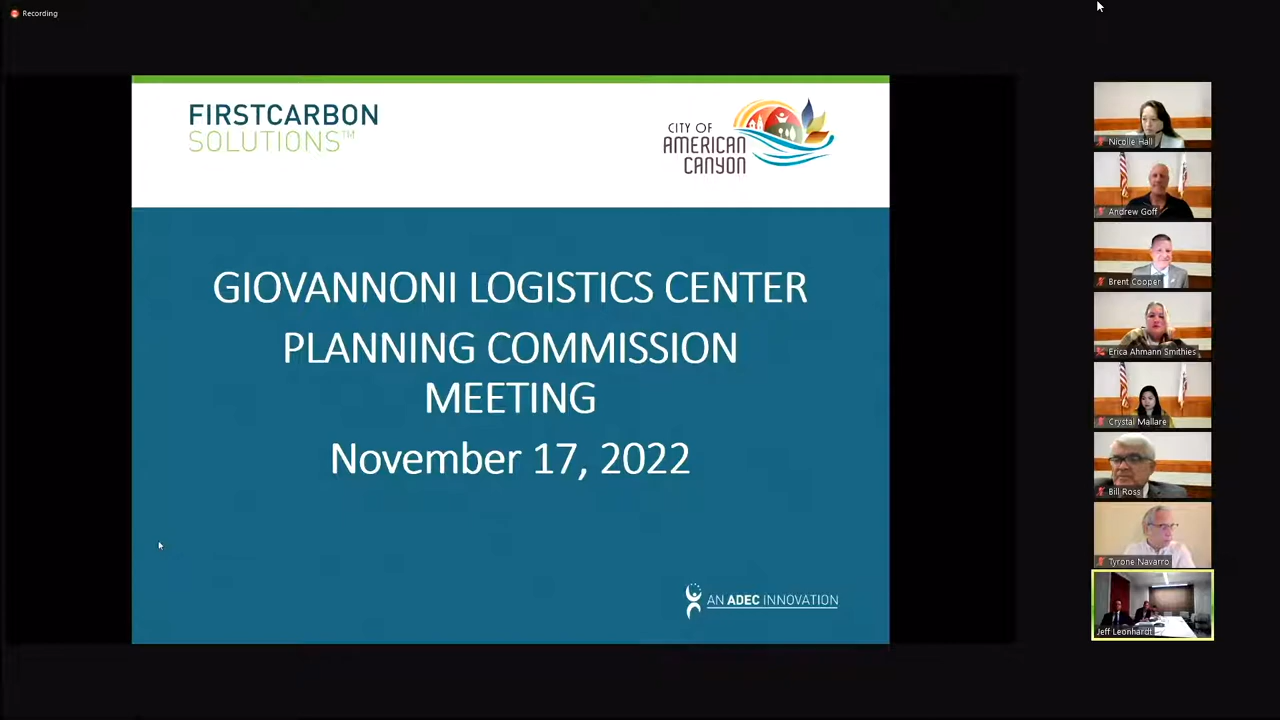 Recording
FIRSTCARBON
SOLUTIONS™
CITY OF
AMERICAN
CANYON
GIOVANNONI LOGISTICS CENTER
PLANNING COMMISSION
MEETING
November 17, 2022
AN ADEC INNOVATION
Nicolle Hall
Andrew Goff
Brent Cooper
Erica Ahmann Smithies
Crystal Mallare
Bill Ross
Tyrone Navarro
Jeff Leonhardt